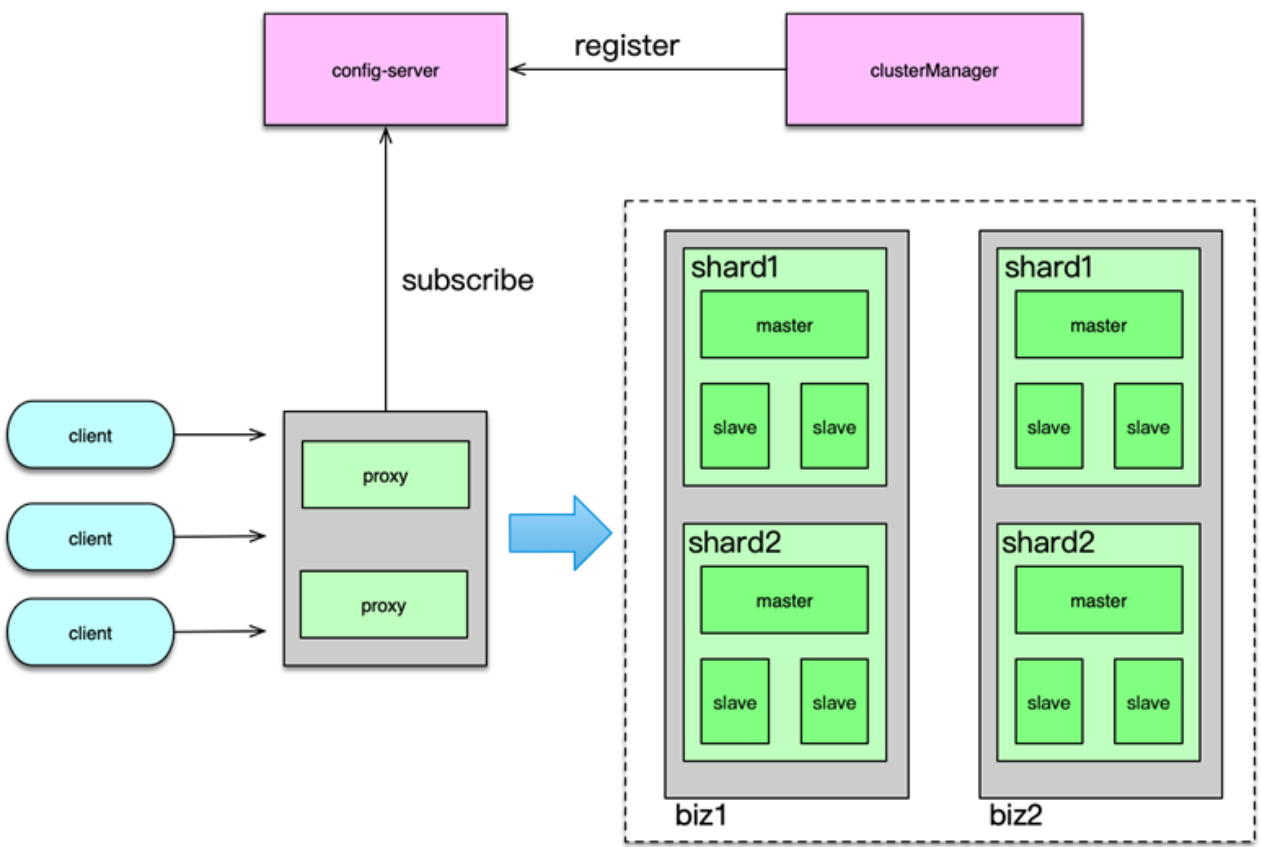 register
config-server
clusterManager
subscribe
client
client
client
proxy
proxy
shard1
master
slave
slave
shard2
master
slave
slave
biz1
shard1
master
slave
slave
shard2
master
slave
slave
biz2